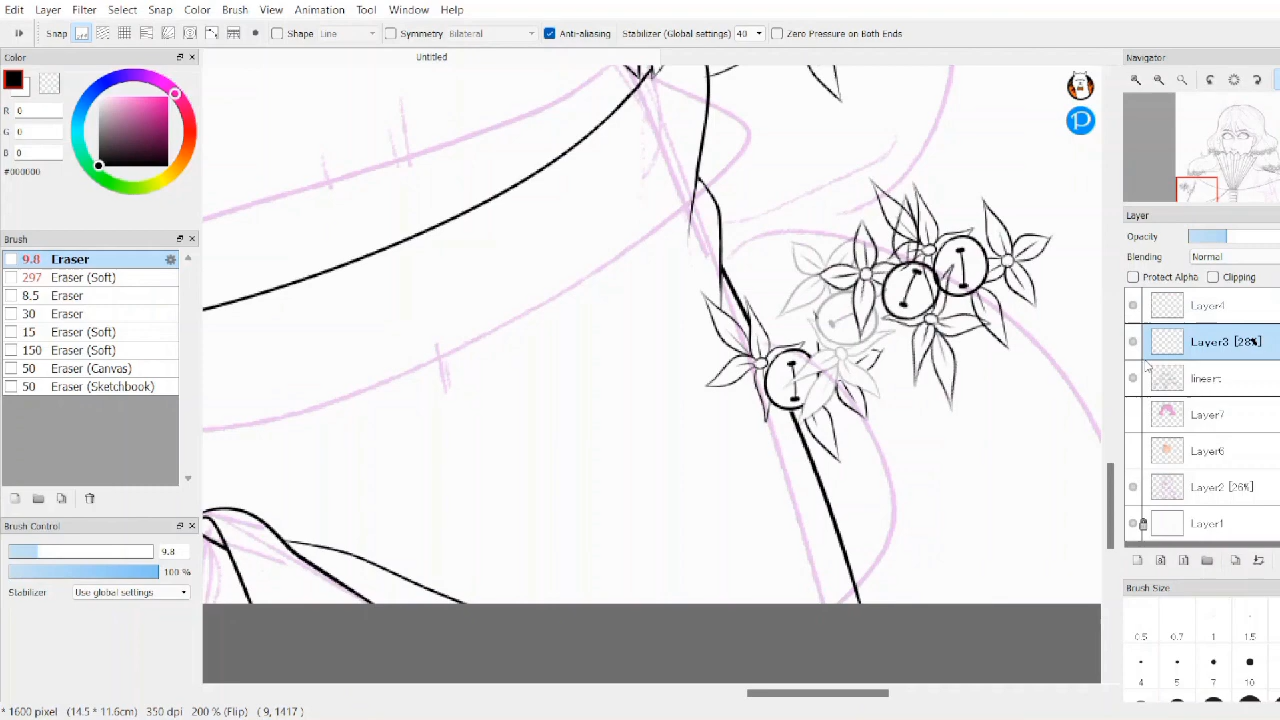 Edit Layer Filter Select Snap Color Brush View Animation Tool Window Help
Snap Shape Line Symmetry Bilateral Anti-aliasing Stabilizer (Global settings) 40 Zero Pressure on Both Ends
Color
Untitled
Navigator
R 0
G 0
B 0
#000000
Layer
Opacity
Brush
Blending Normal
9.8 Eraser
Protect Alpha Clipping
297 Eraser (Soft)
8.5 Eraser
Layer4
30 Eraser
15 Eraser (Soft)
Layer3 [28%]
150 Eraser (Soft)
50 Eraser (Canvas)
lineart
50 Eraser (Sketchbook)
Layer7
Layer6
Layer2 [26%]
Brush Control
Layer1
9.8
100 %
Stabilizer Use global settings
Brush Size
0.5 0.7 1 1.5
4 5 7 10
* 1600 pixel (14.5 * 11.6cm) 350 dpi 200 % (Flip) ( 9, 1417 )